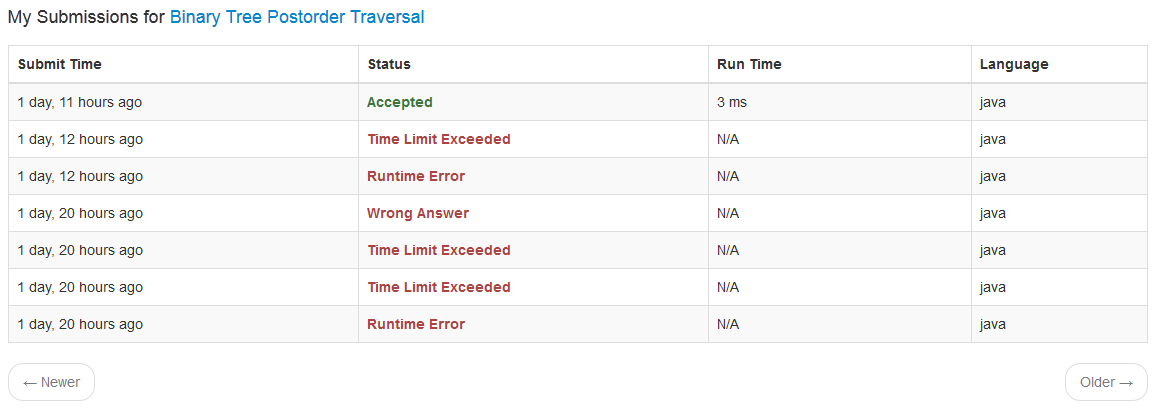 My Submissions for Binary Tree Postorder Traversal
Submit Time Status Run Time Language
1 day, 11 hours ago Accepted 3 ms java
1 day, 12 hours ago Time Limit Exceeded N/A java
1 day, 12 hours ago Runtime Error N/A java
1 day, 20 hours ago Wrong Answer N/A java
1 day, 20 hours ago Time Limit Exceeded N/A java
1 day, 20 hours ago Time Limit Exceeded N/A java
1 day, 20 hours ago Runtime Error N/A java
← Newer Older →